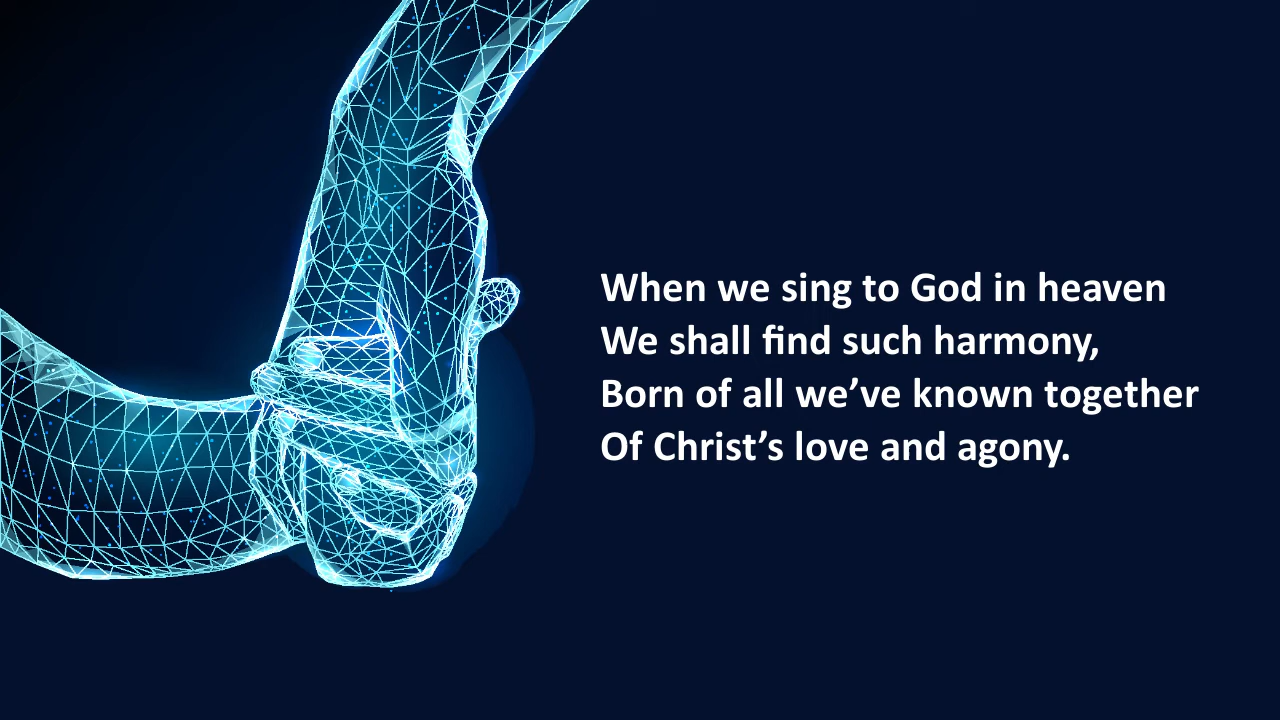 When we sing to God in heaven
We shall find such harmony,
Born of all we’ve known together
Of Christ’s love and agony.